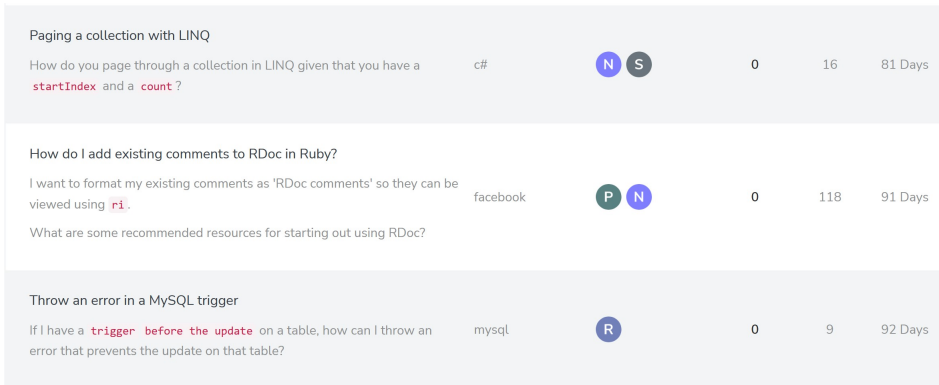 Paging a collection with LINQ
How do you page through a collection in LINQ given that you have a
startIndex and a count ?
c#
N S
0
16
81 Days
How do I add existing comments to RDoc in Ruby?
I want to format my existing comments as 'RDoc comments' so they can be
viewed using ri .
What are some recommended resources for starting out using RDoc?
facebook
P N
0
118
91 Days
Throw an error in a MySQL trigger
If I have a trigger before the update on a table, how can I throw an
error that prevents the update on that table?
mysql
R
0
9
92 Days